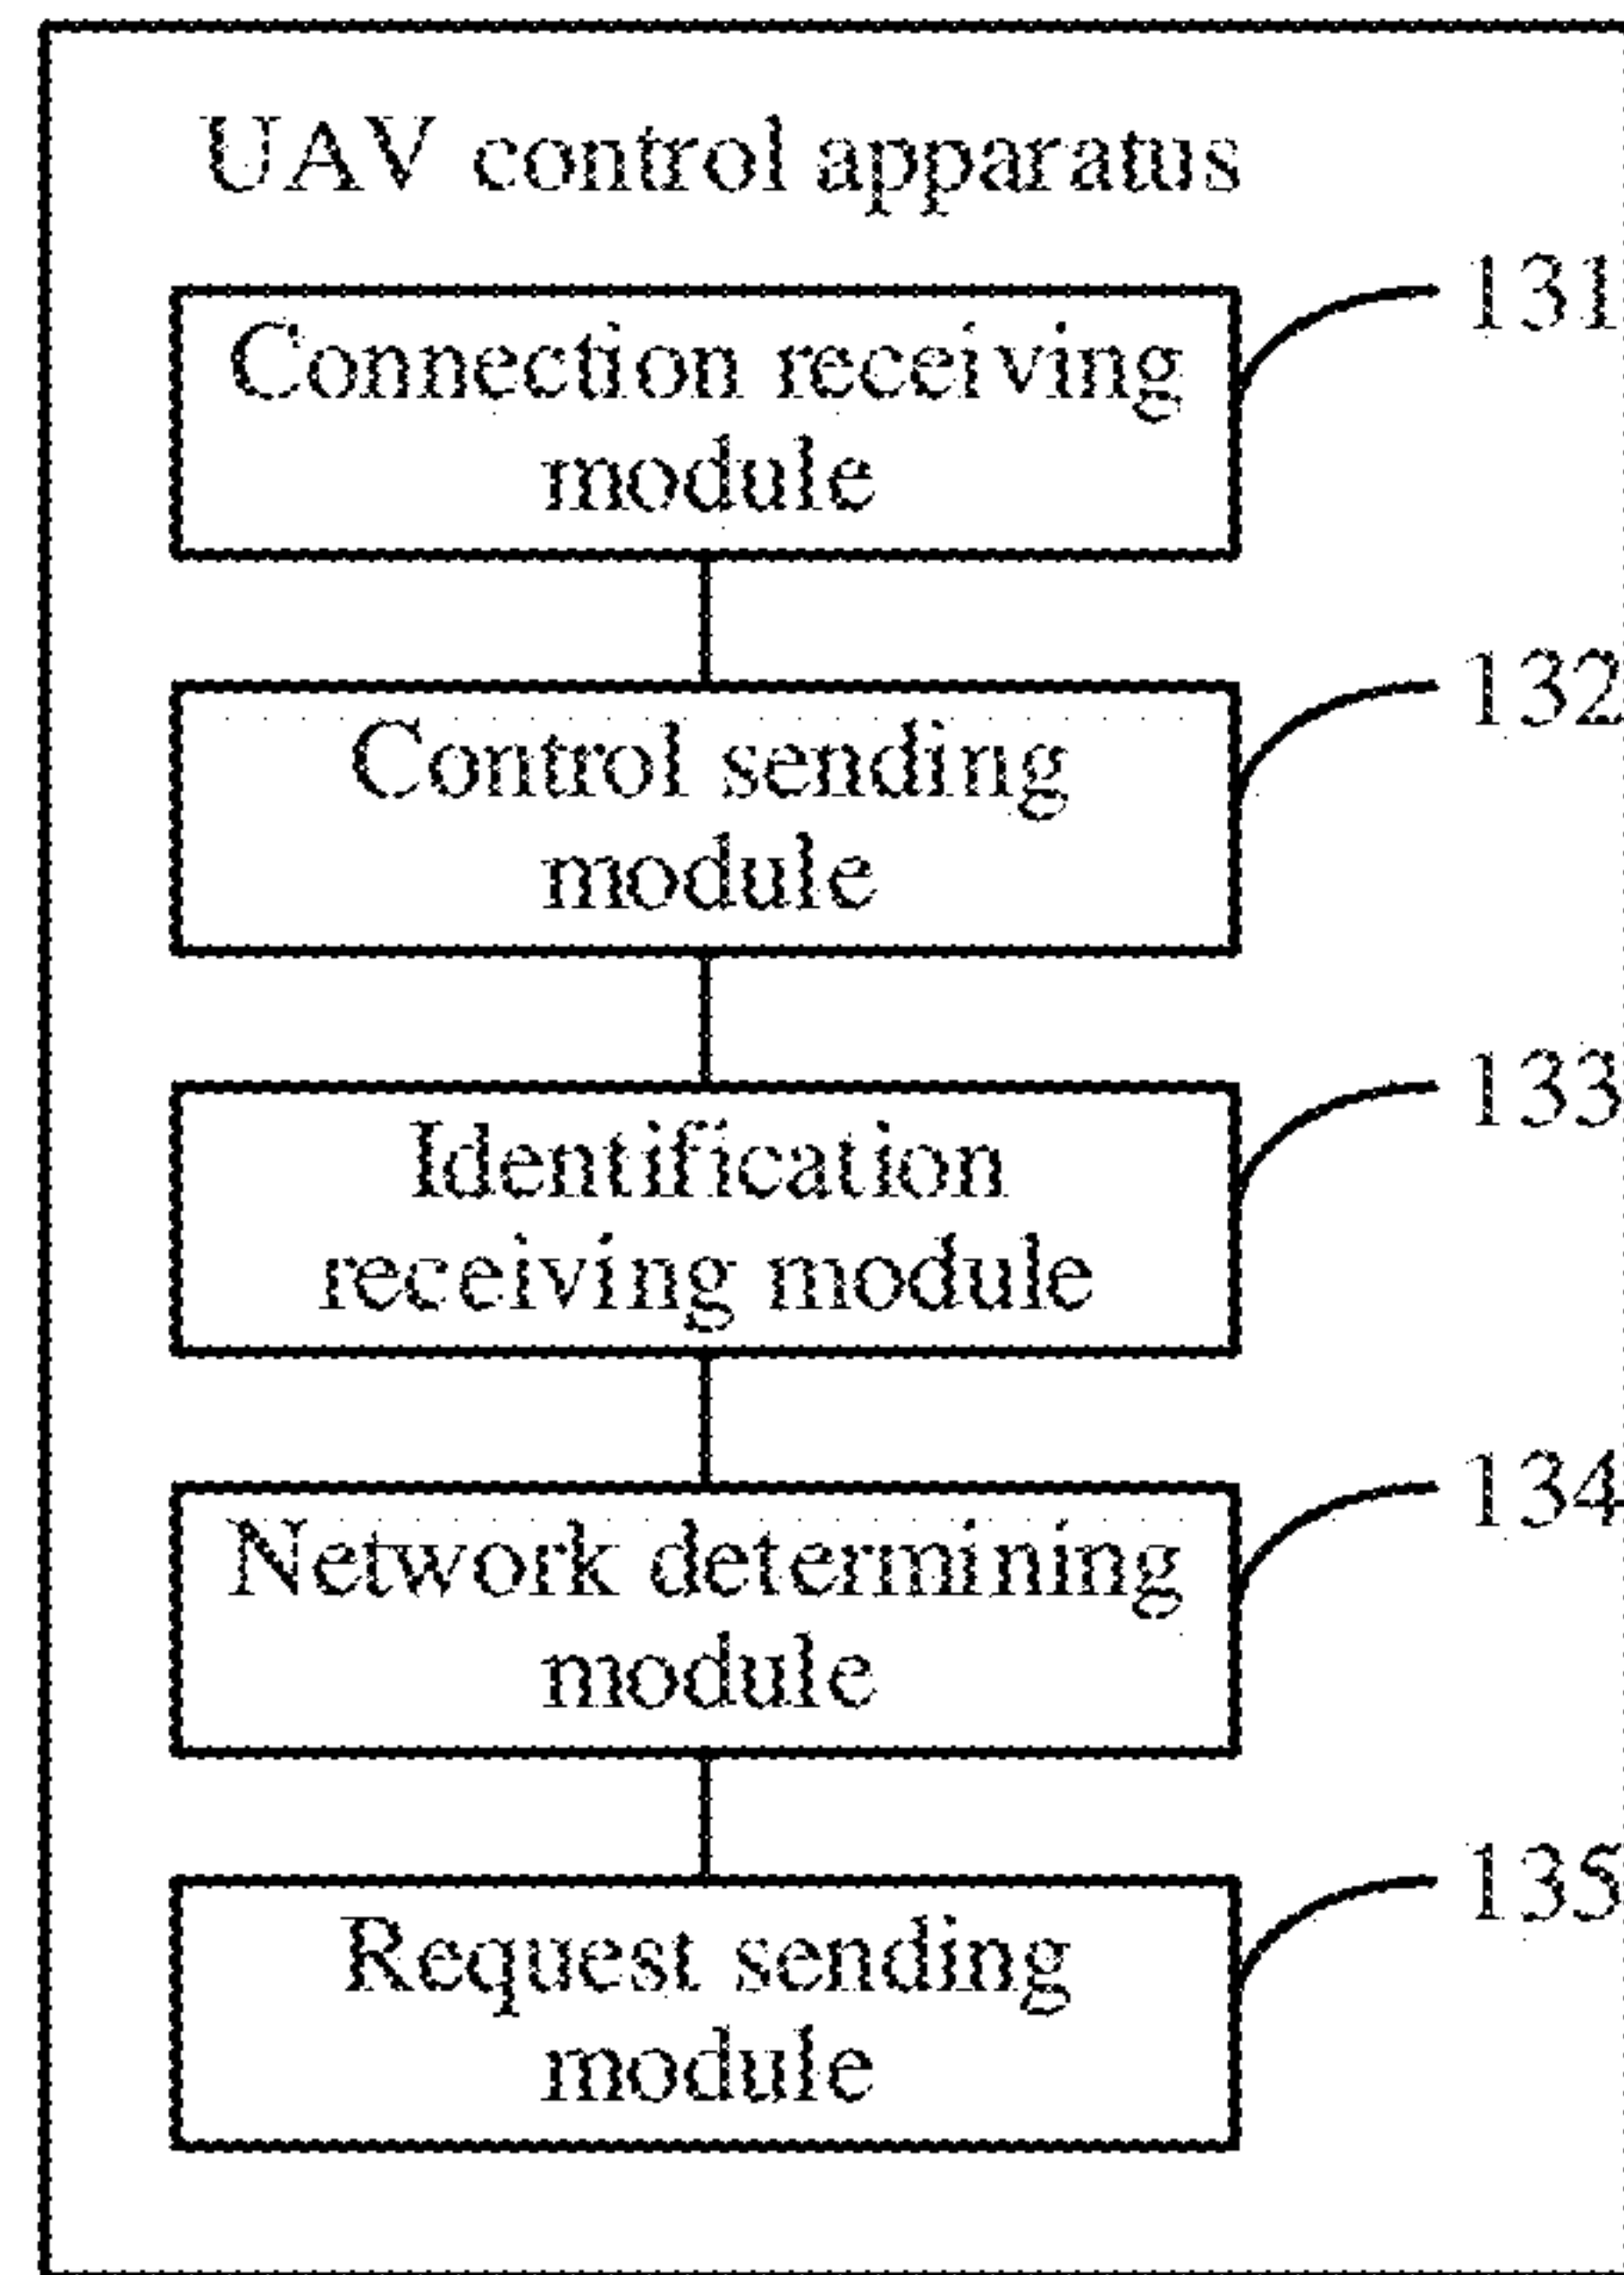 UAV control apparatus
131
Connection receiving
module
132
Control sending
module
133
Identification
receiving module
134
Network determining
module
135
Request sending
module